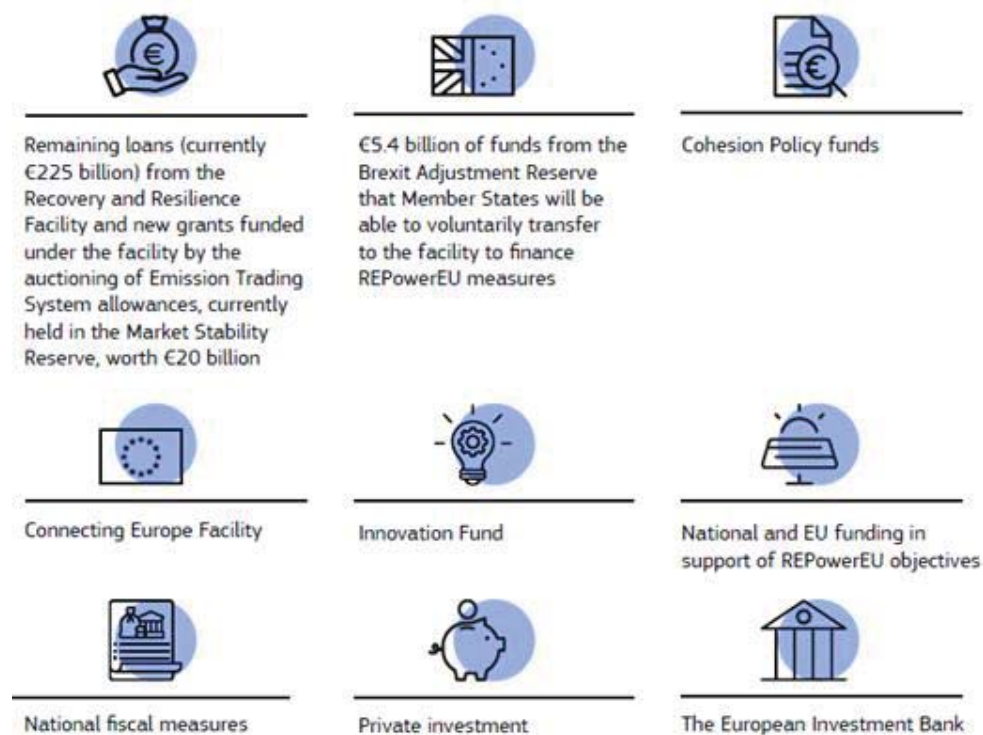 Remaining loans (currently
€225 billion) from the
Recovery and Resilience
Facility and new grants funded
under the facility by the
auctioning of Emission Trading
System allowances, currently
held in the Market Stability
Reserve, worth €20 billion
€5.4 billion of funds from the
Brexit Adjustment Reserve
that Member States will be
able to voluntarily transfer
to the facility to finance
REPowerEU measures
Cohesion Policy funds
Connecting Europe Facility
Innovation Fund
National and EU funding in
support of REPowerEU objectives
National fiscal measures
Private investment
The European Investment Bank